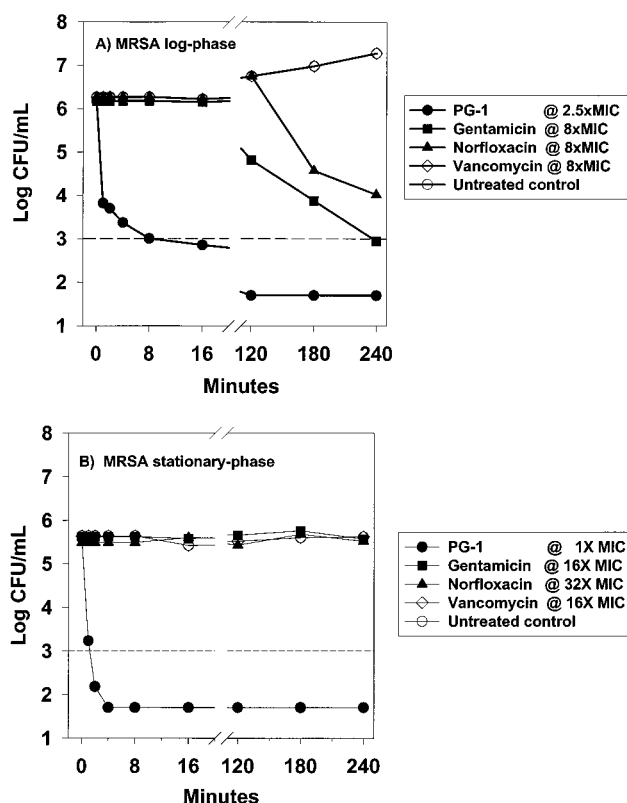 A) MRSA log-phase
Log CFU/mL
8
7
6
5
4
3
2
1
0 8 16 120 180 240
Minutes
PG-1 @ 2.5xMIC
Gentamicin @ 8xMIC
Norfloxacin @ 8xMIC
Vancomycin @ 8xMIC
Untreated control
B) MRSA stationary-phase
Log CFU/mL
8
7
6
5
4
3
2
1
0 8 16 120 180 240
Minutes
PG-1 @ 1X MIC
Gentamicin @ 16X MIC
Norfloxacin @ 32X MIC
Vancomycin @ 16X MIC
Untreated control